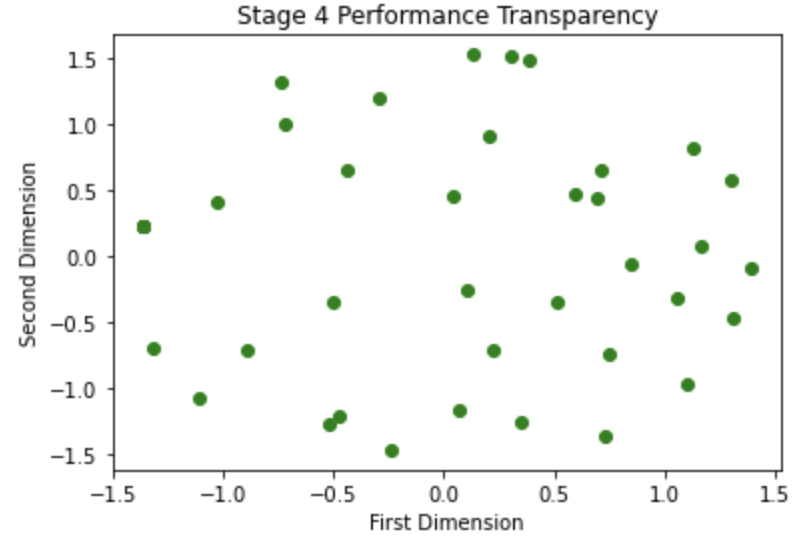 Stage 4 Performance Transparency
1.5
1.0
0.5
0.0
−0.5
−1.0
−1.5
Second Dimension
−1.5 −1.0 −0.5 0.0 0.5 1.0 1.5
First Dimension